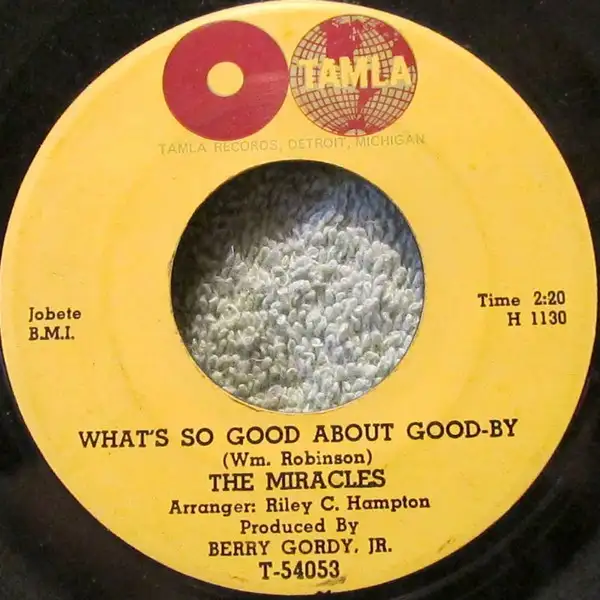 TAMLA
TAMLA RECORDS, DETROIT, MICHIGAN
Jobete
B.M.I.
Time 2:20
H 1130
WHAT'S SO GOOD ABOUT GOOD-BY
(Wm. Robinson)
THE MIRACLES
Arranger: Riley C. Hampton
Produced By
BERRY GORDY, JR.
T-54053